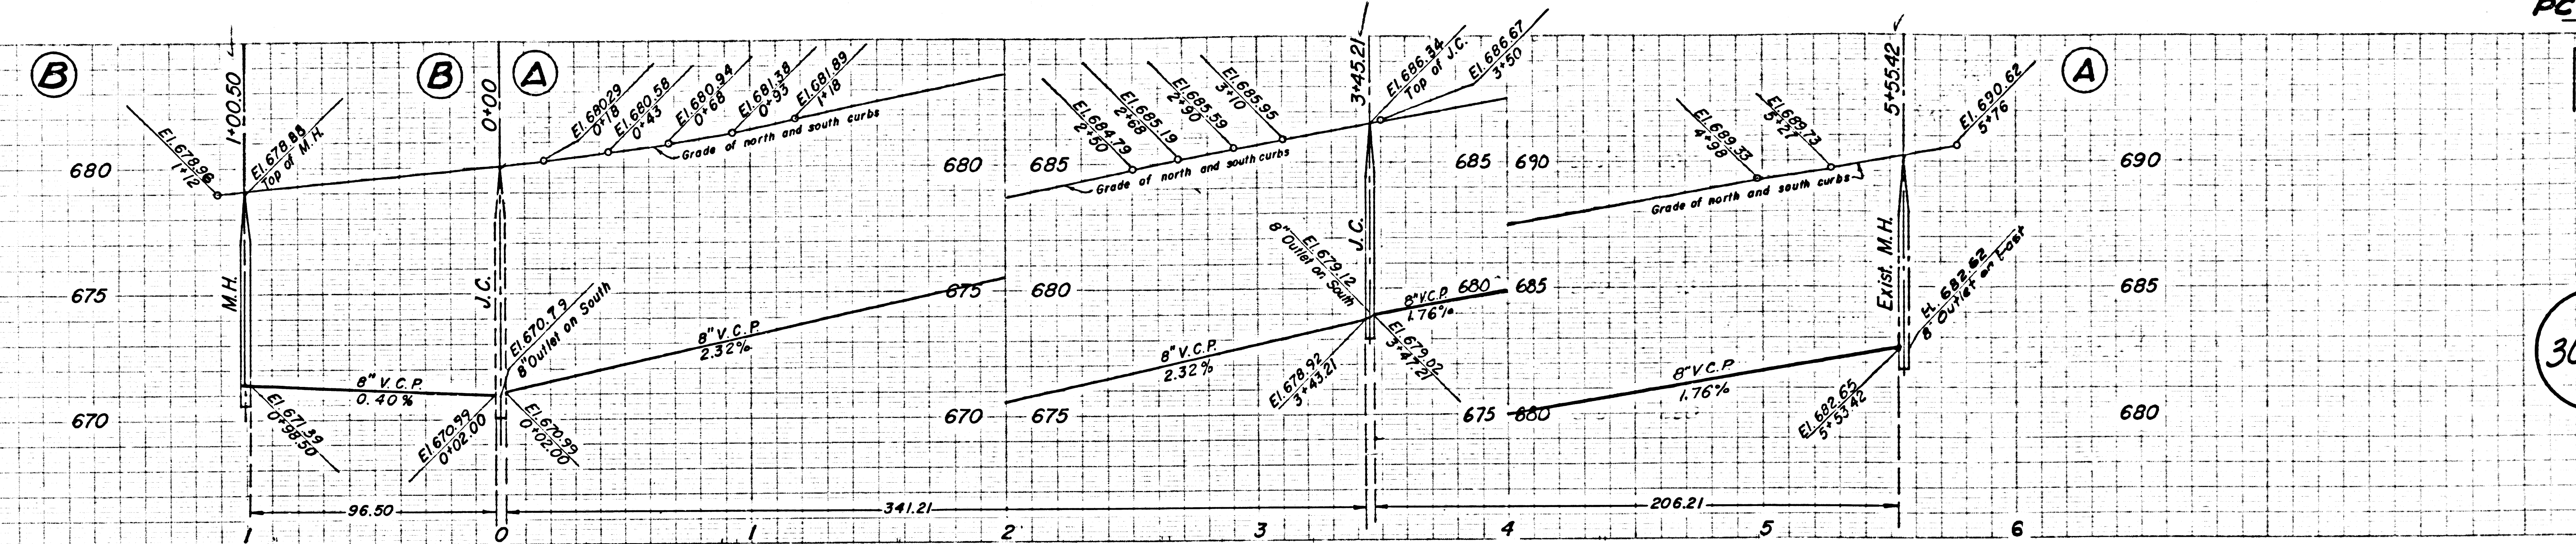 PC
B
1+00.50
B
0+00
A
El. 680.29
0+18
El. 680.58
0+43
El. 680.94
0+68
El. 681.38
0+93
El. 681.89
1+18
Grade of north and south curbs
El. 678.96
1+12
El. 678.88
Top of M.H.
680
680
685
El. 684.79
2+50
El. 685.19
2+68
El. 685.59
2+90
El. 685.95
3+10
Grade of north and south curbs
3+45.21
El. 686.34
Top of J.C.
El. 686.67
3+50
685
690
El. 689.33
4+98
El. 689.73
5+27
Grade of north and south curbs
5+55.42
El. 690.62
5+76
A
690
M.H.
J.C.
J.C.
Exist. M.H.
675
675
680
680
685
685
El. 670.79
8" Outlet on South
El. 679.12
8" Outlet on South
El. 682.62
8" Outlet on East
8" V.C.P.
0.40%
8" V.C.P.
2.32%
8" V.C.P.
2.32%
8" V.C.P.
1.76%
8" V.C.P.
1.76%
El. 671.39
0+98.50
El. 670.99
0+02.00
El. 670.99
0+02.00
El. 678.92
3+43.21
El. 679.02
3+47.21
El. 682.65
5+53.42
670
670
675
675
680
680
30
96.50
341.21
206.21
1
0
1
2
3
4
5
6